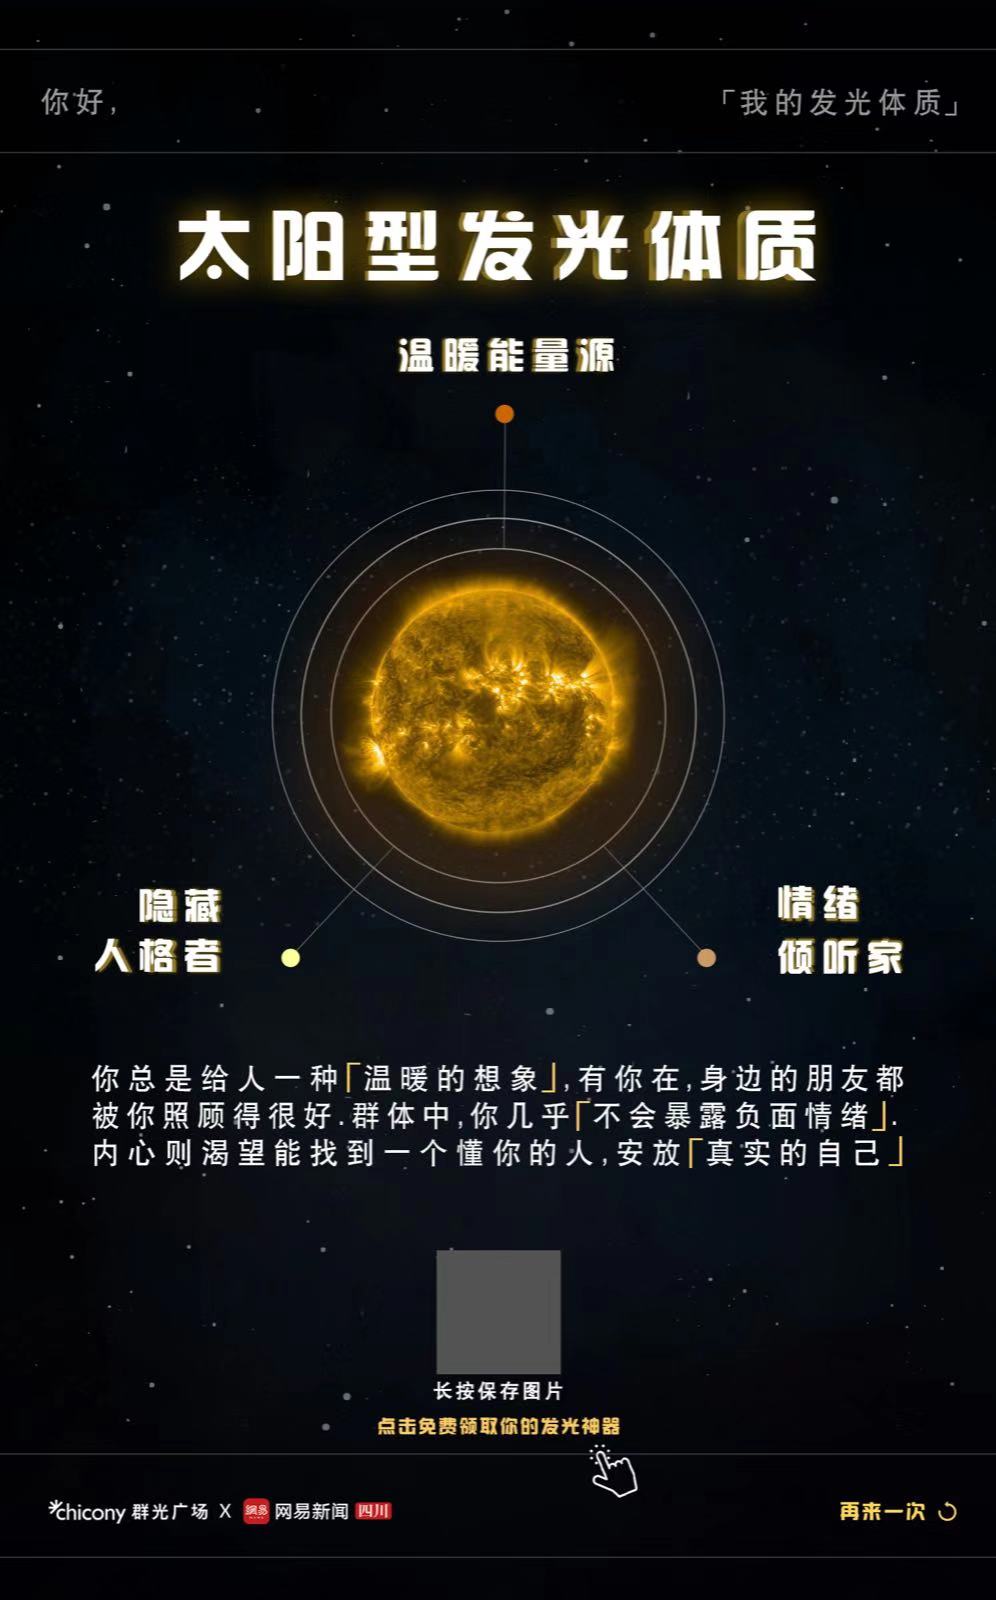 你好,
「我的发光体质」
太阳型发光体质
温暖能量源
隐藏
人格者
情绪
倾听家
你总是给人一种「温暖的想象」,有你在,身边的朋友都
被你照顾得很好.群体中,你几乎「不会暴露负面情绪」.
内心则渴望能找到一个懂你的人,安放「真实的自己」
长按保存图片
点击免费领取你的发光神器
chicony 群光广场 X 網易 网易新闻 四川
再来一次